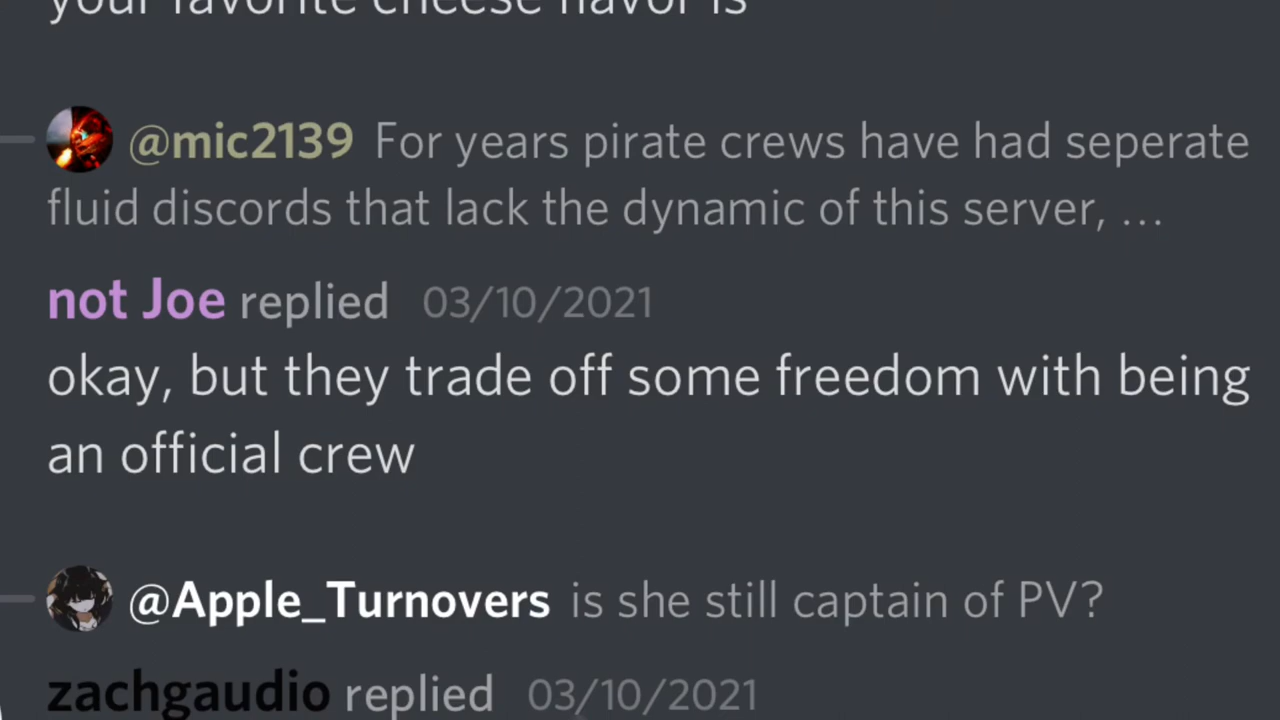 your favorite cheese flavor is
@mic2139 For years pirate crews have had seperate
fluid discords that lack the dynamic of this server, ...
not Joe replied 03/10/2021
okay, but they trade off some freedom with being
an official crew
@Apple_Turnovers is she still captain of PV?
zachgaudio replied 03/10/2021